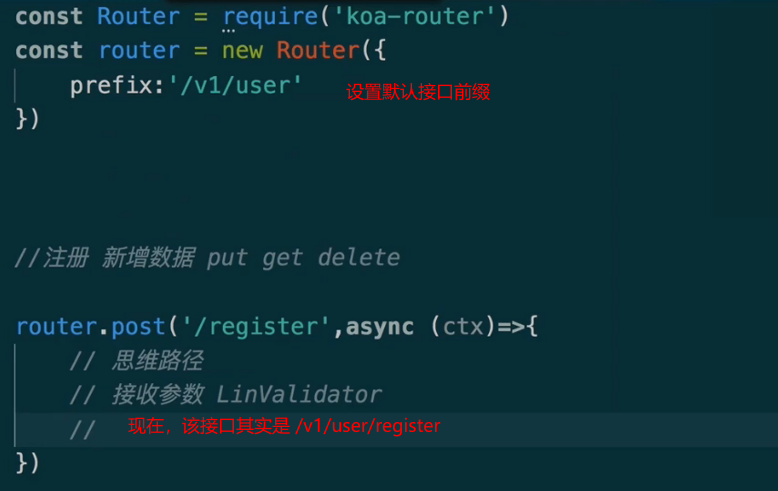 const Router = require('koa-router')
const router = new Router({
prefix:'/v1/user' 设置默认接口前缀
})
//注册 新增数据 put get delete
router.post('/register',async (ctx)=>{
// 思维路径
// 接收参数 LinValidator
// 现在，该接口其实是 /v1/user/register
})